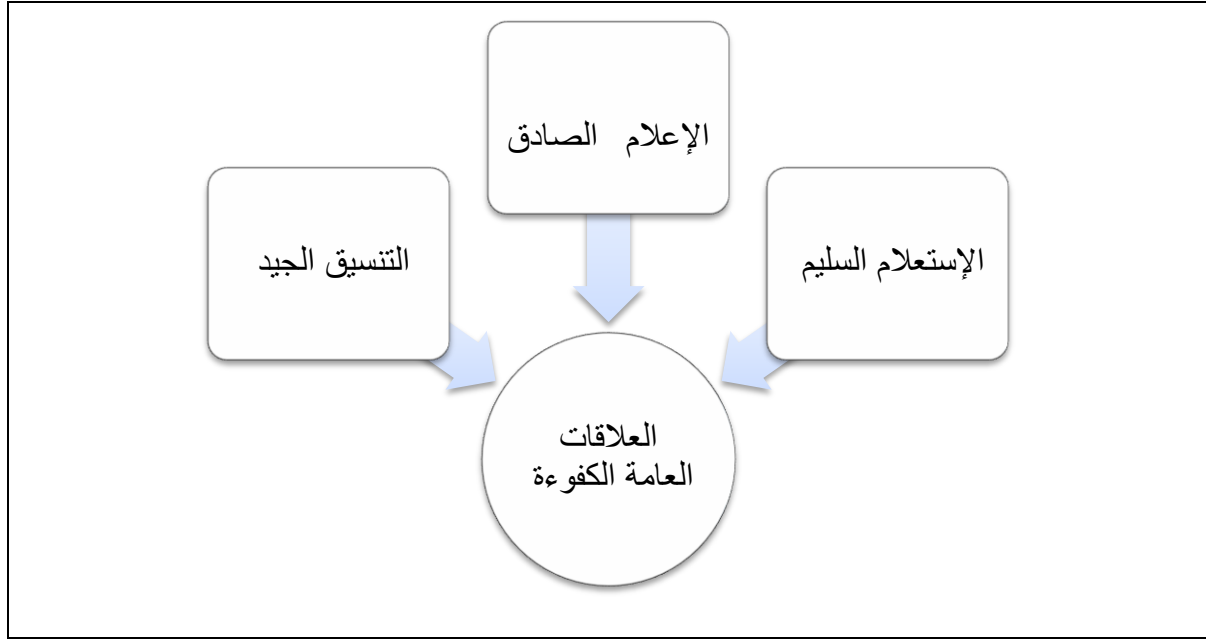 الإعلام الصادق
الإستعلام السليم
التنسيق الجيد
العلاقات
العامة الكفوءة